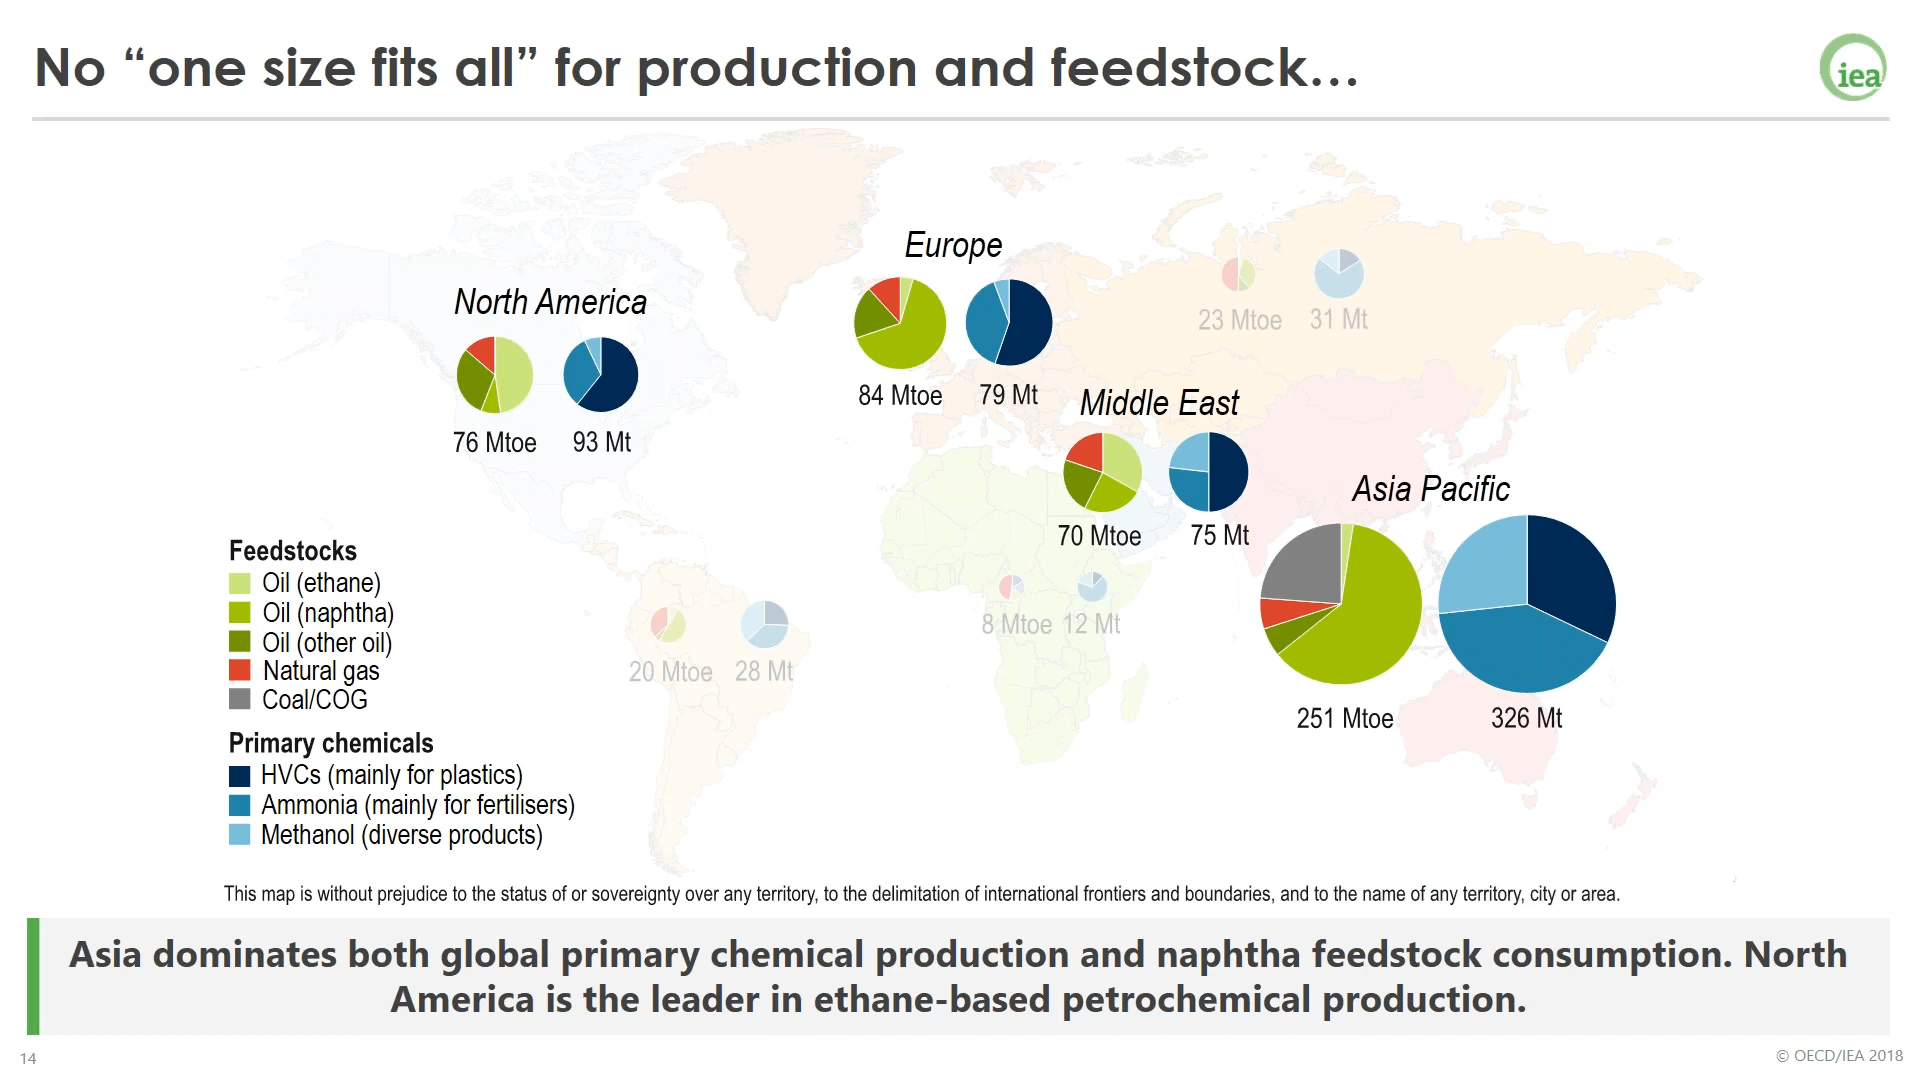 No “one size fits all” for production and feedstock…
iea
Europe
North America
23 Mtoe 31 Mt
84 Mtoe 79 Mt
Middle East
76 Mtoe 93 Mt
Asia Pacific
70 Mtoe 75 Mt
Feedstocks
Oil (ethane)
Oil (naphtha)
Oil (other oil)
Natural gas
Coal/COG
8 Mtoe 12 Mt
20 Mtoe 28 Mt
251 Mtoe 326 Mt
Primary chemicals
HVCs (mainly for plastics)
Ammonia (mainly for fertilisers)
Methanol (diverse products)
This map is without prejudice to the status of or sovereignty over any territory, to the delimitation of international frontiers and boundaries, and to the name of any territory, city or area.
Asia dominates both global primary chemical production and naphtha feedstock consumption. North
America is the leader in ethane-based petrochemical production.
14
© OECD/IEA 2018